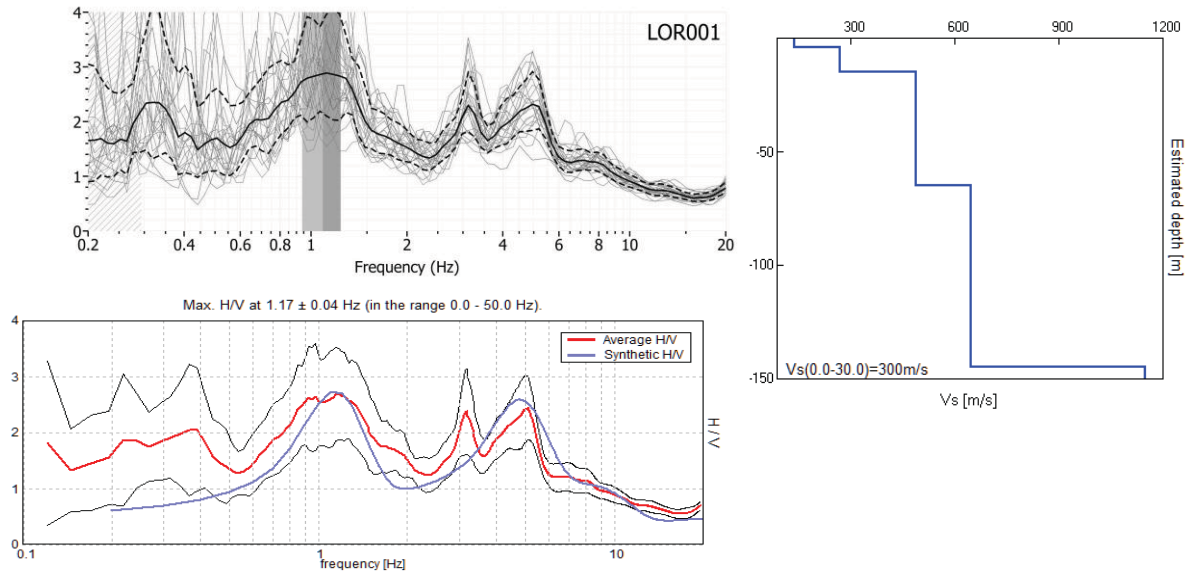 4
3
2
1
0
LOR001
0.2 0.4 0.6 0.8 1 2 4 6 8 10 20
Frequency (Hz)
Max. H/V at 1.17 ± 0.04 Hz (in the range 0.0 - 50.0 Hz).
4
3
2
1
0
Average H/V
Synthetic H/V
H / V
0.1 1 10
frequency [Hz]
300 600 900 1200
-50
-100
-150
Vs(0.0-30.0)=300m/s
Vs [m/s]
Estimated depth [m]